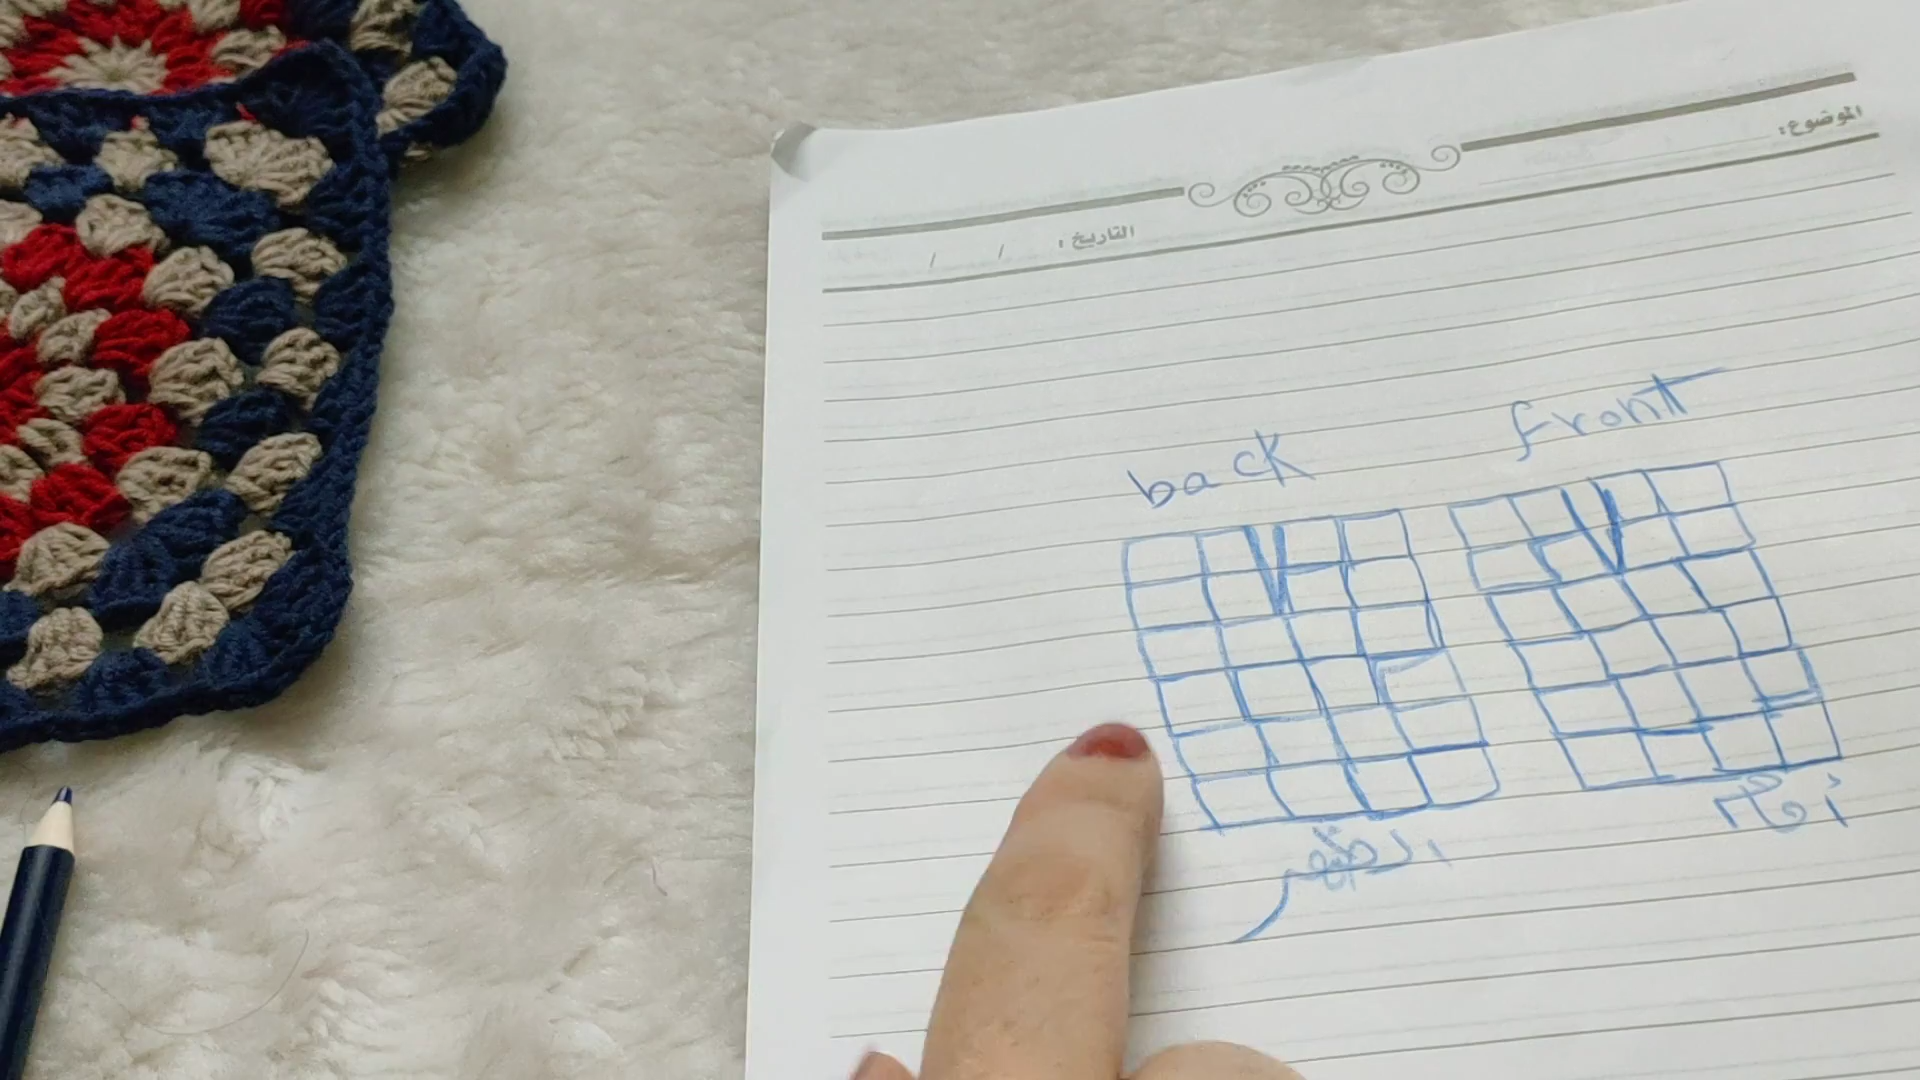 الموضوع:
التاريخ: / /
front
back
أمام
الظهر